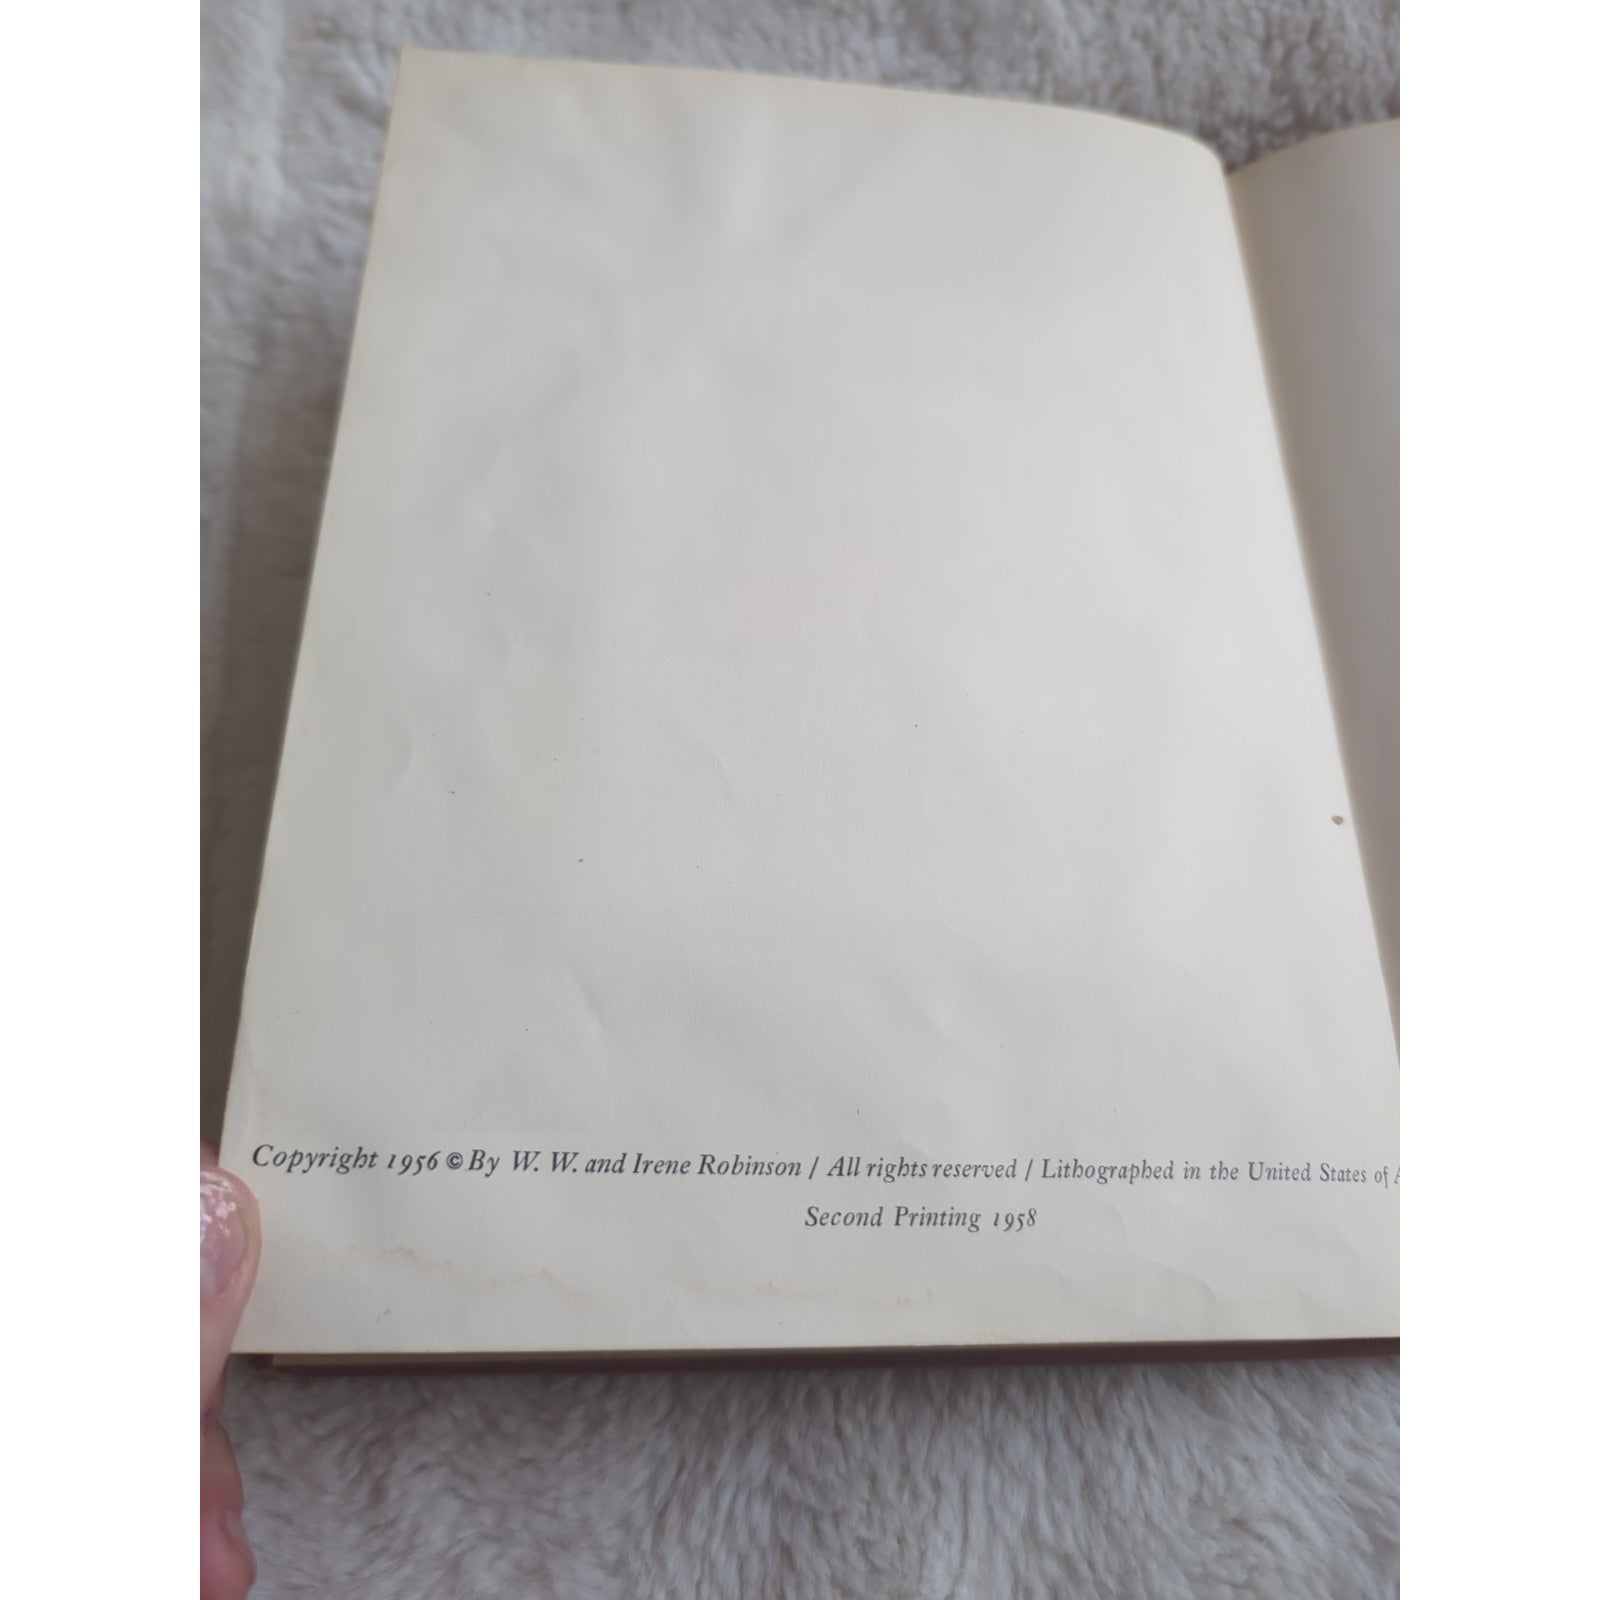 Copyright 1956 © By W. W. and Irene Robinson / All rights reserved / Lithographed in the United States of
Second Printing 1958